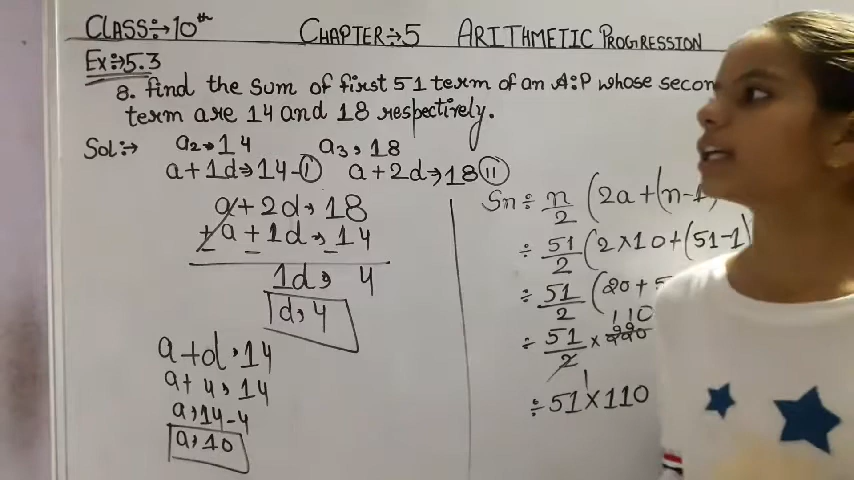 CLASS:→10th CHAPTER:→5 ARITHMETIC PROGRESSION
Ex:→5.3
8. find the sum of first 51 term of an A:P whose secon
term are 14 and 18 respectively.
Sol:→ a2→14 a3,18
a+1d→14-(I) a+2d→18(II)
a+2d,18
±a+1d→14
1d, 4
d,4
a+d,14
a+4,14
a,14-4
a,10
Sn ÷ n/2 (2a+(n-1)
÷ 51/2 (2×10+(51-1)
÷ 51/2 (20+5
÷ 51/2 × 220 110
÷ 51×110